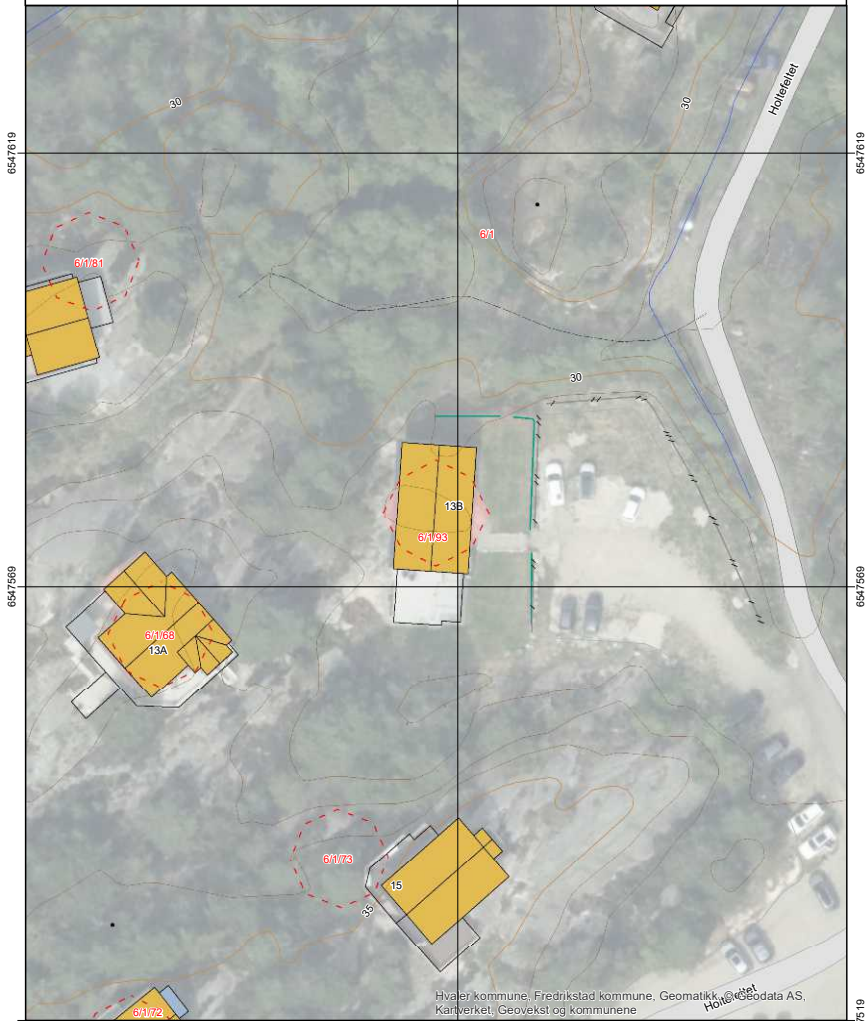 30
30
Holtefeltet
6547619
6547619
6/1
6/1/81
30
13B
6/1/93
6547569
6547569
6/1/68
13A
6/1/73
15
35
Hvaler kommune, Fredrikstad kommune, Geomatikk, © Geodata AS,
Kartverket, Geovekst og kommunene
Holtefeltet
6/1/72
7519